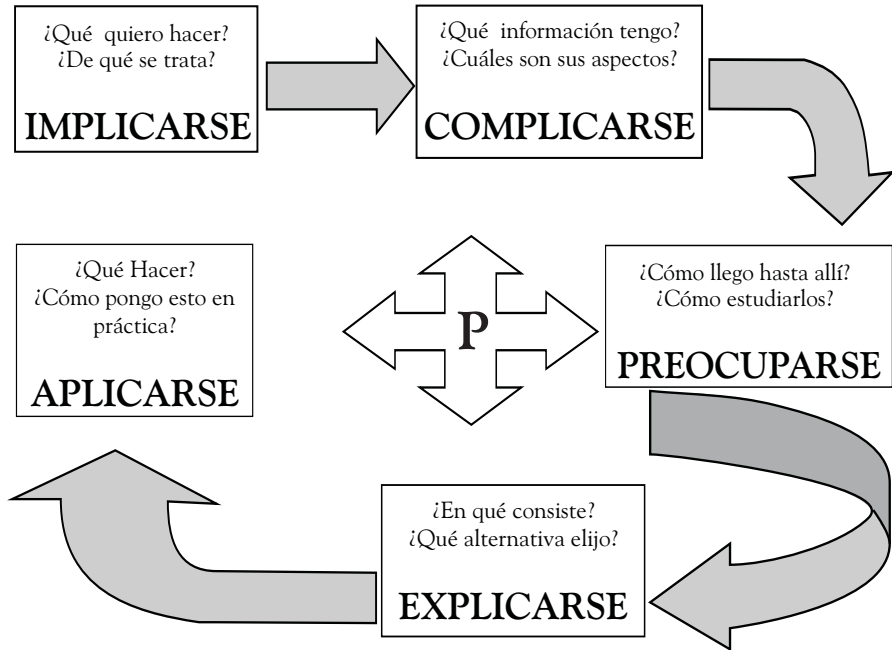 ¿Qué quiero hacer?
¿De qué se trata?
IMPLICARSE
¿Qué información tengo?
¿Cuáles son sus aspectos?
COMPLICARSE
¿Cómo llego hasta allí?
¿Cómo estudiarlos?
PREOCUPARSE
¿En qué consiste?
¿Qué alternativa elijo?
EXPLICARSE
¿Qué Hacer?
¿Cómo pongo esto en
práctica?
APLICARSE
P